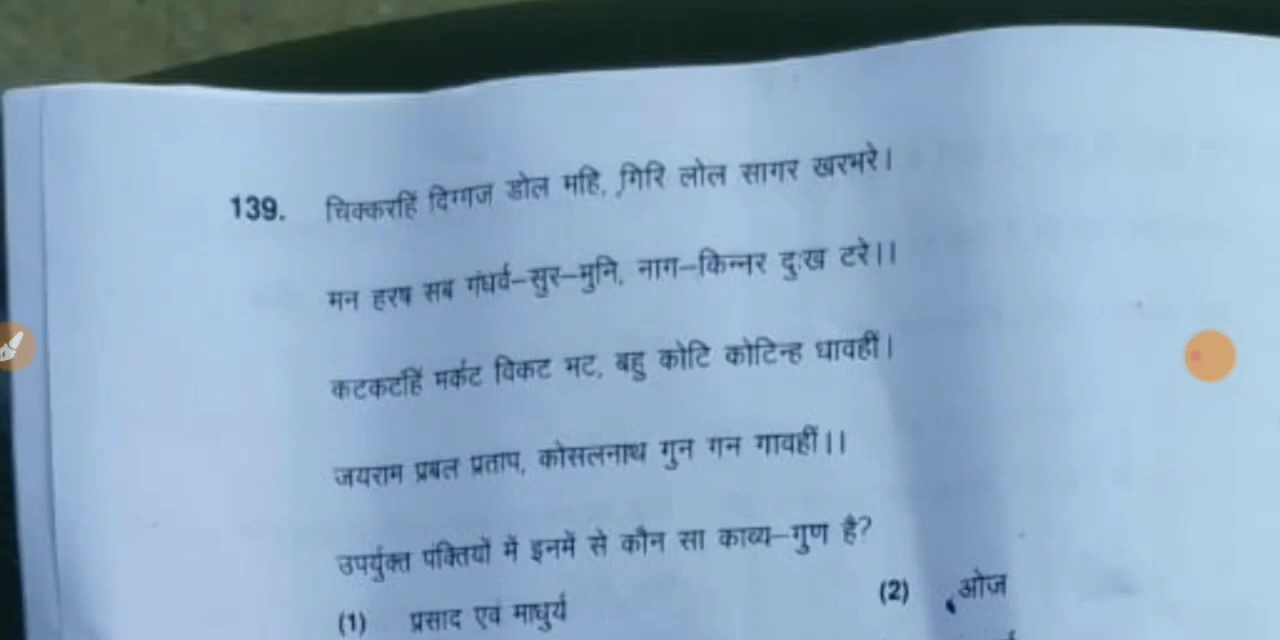 139. चिक्करहिं दिग्गज डोल महि, गिरि लोल सागर खरभरे।
मन हरष सब गंधर्व-सुर-मुनि, नाग-किन्नर दुःख टरे।।
कटकटहिं मर्कट विकट भट, बहु कोटि कोटिन्ह धावहीं।
जयराम प्रबल प्रताप, कोसलनाथ गुन गन गावहीं।।
उपर्युक्त पंक्तियों में इनमें से कौन सा काव्य-गुण है?
(1) प्रसाद एवं माधुर्य (2) ओज